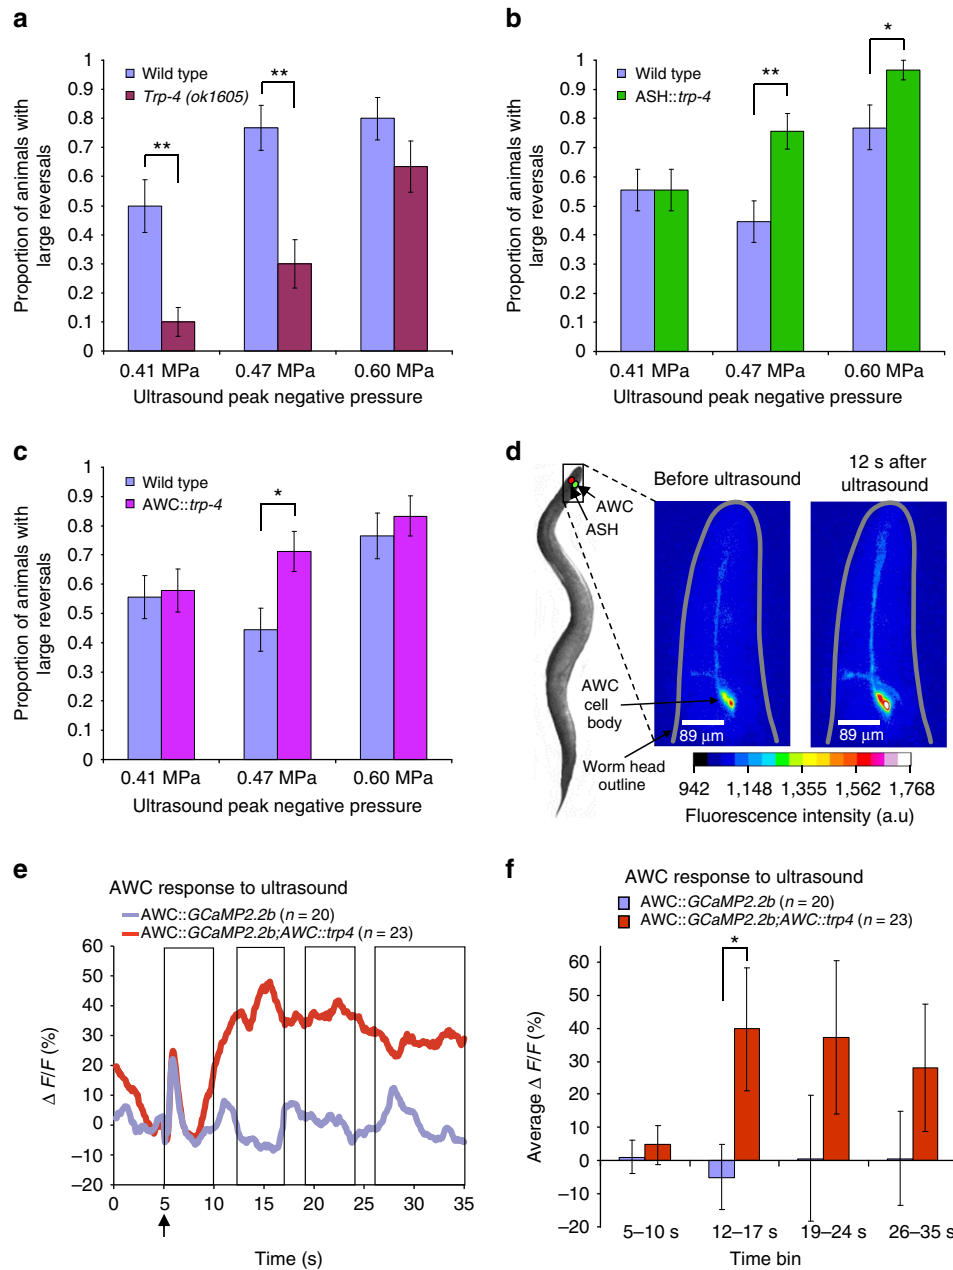 a
Wild type
Trp-4 (ok1605)
Proportion of animals with
large reversals
1
0.9
0.8
0.7
0.6
0.5
0.4
0.3
0.2
0.1
0
**
**
0.41 MPa 0.47 MPa 0.60 MPa
Ultrasound peak negative pressure
b
Wild type
ASH::trp-4
Proportion of animals with
large reversals
1
0.9
0.8
0.7
0.6
0.5
0.4
0.3
0.2
0.1
0
**
*
0.41 MPa 0.47 MPa 0.60 MPa
Ultrasound peak negative pressure
c
Wild type
AWC::trp-4
Proportion of animals with
large reversals
1
0.9
0.8
0.7
0.6
0.5
0.4
0.3
0.2
0.1
0
*
0.41 MPa 0.47 MPa 0.60 MPa
Ultrasound peak negative pressure
d
Before ultrasound
12 s after
ultrasound
AWC
ASH
AWC
cell
body
Worm head
outline
89 µm
89 µm
942 1,148 1,355 1,562 1,768
Fluorescence intensity (a.u)
e
AWC response to ultrasound
AWC::GCaMP2.2b (n = 20)
AWC::GCaMP2.2b;AWC::trp4 (n = 23)
Δ F/F (%)
60
50
40
30
20
10
0
–10
–20
0 5 10 15 20 25 30 35
Time (s)
f
AWC response to ultrasound
AWC::GCaMP2.2b (n = 20)
AWC::GCaMP2.2b;AWC::trp4 (n = 23)
Average Δ F/F (%)
60
50
40
30
20
10
0
–10
–20
*
5–10 s 12–17 s 19–24 s 26–35 s
Time bin